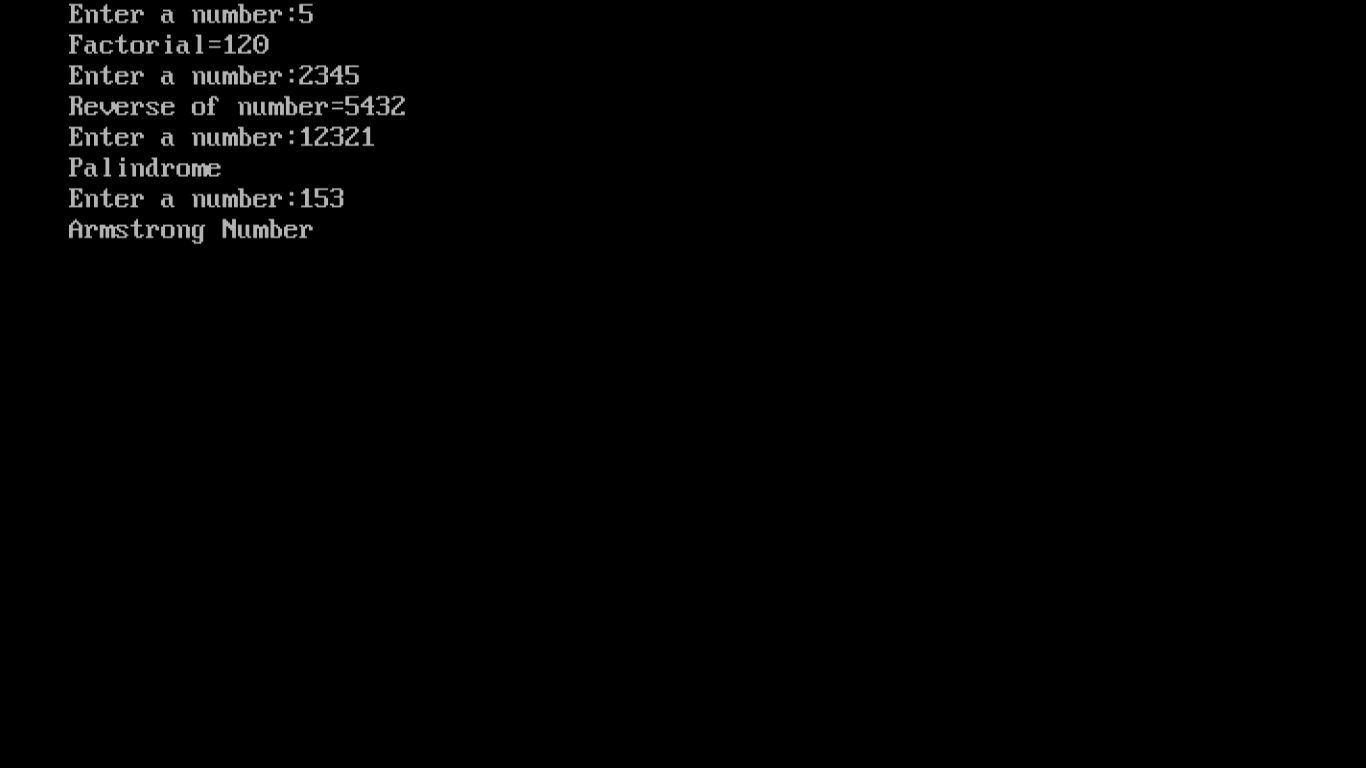 Enter a number:5
Factorial=120
Enter a number:2345
Reverse of number=5432
Enter a number:12321
Palindrome
Enter a number:153
Armstrong Number